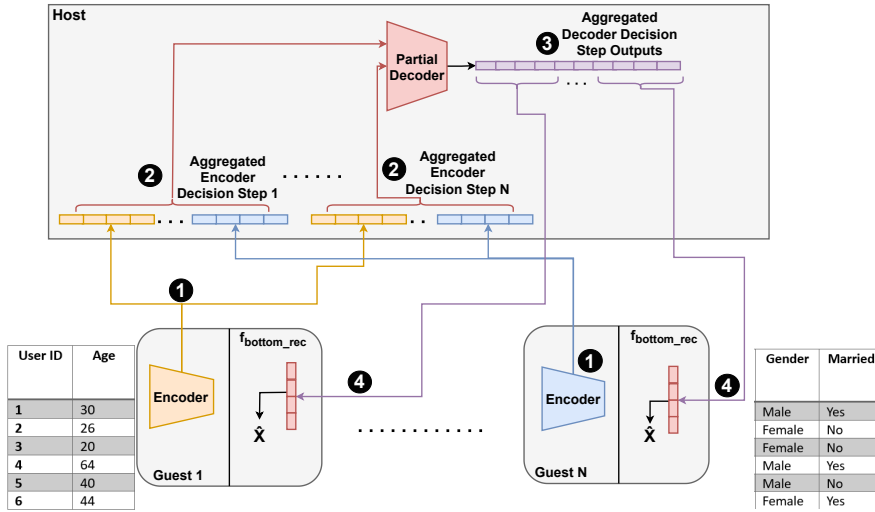 Host
Partial
Decoder
3
Aggregated
Decoder Decision
Step Outputs
. . .
2
Aggregated
Encoder
Decision Step 1
. . . . . .
2
Aggregated
Encoder
Decision Step N
. . .
. .
1
User ID Age
1 30
2 26
3 20
4 64
5 40
6 44
Encoder
Guest 1
f bottom_rec
X̂
4
. . . . . . . . . . . .
1
Encoder
Guest N
f bottom_rec
X̂
4
Gender Married
Male Yes
Female No
Female No
Male Yes
Male No
Female Yes